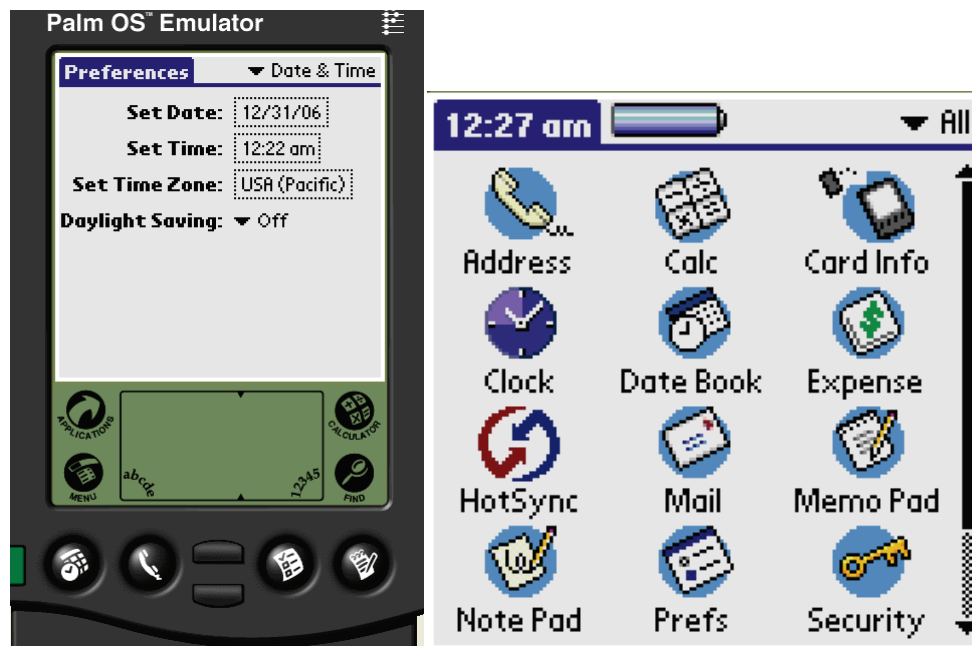 Palm OS™ Emulator
Preferences
Date & Time
Set Date: 12/31/06
Set Time: 12:22 am
Set Time Zone: USA (Pacific)
Daylight Saving: Off
APPLICATIONS
CALCULATOR
MENU
abcde
12345
FIND
12:27 am
All
Address
Calc
Card Info
Clock
Date Book
Expense
HotSync
Mail
Memo Pad
Note Pad
Prefs
Security